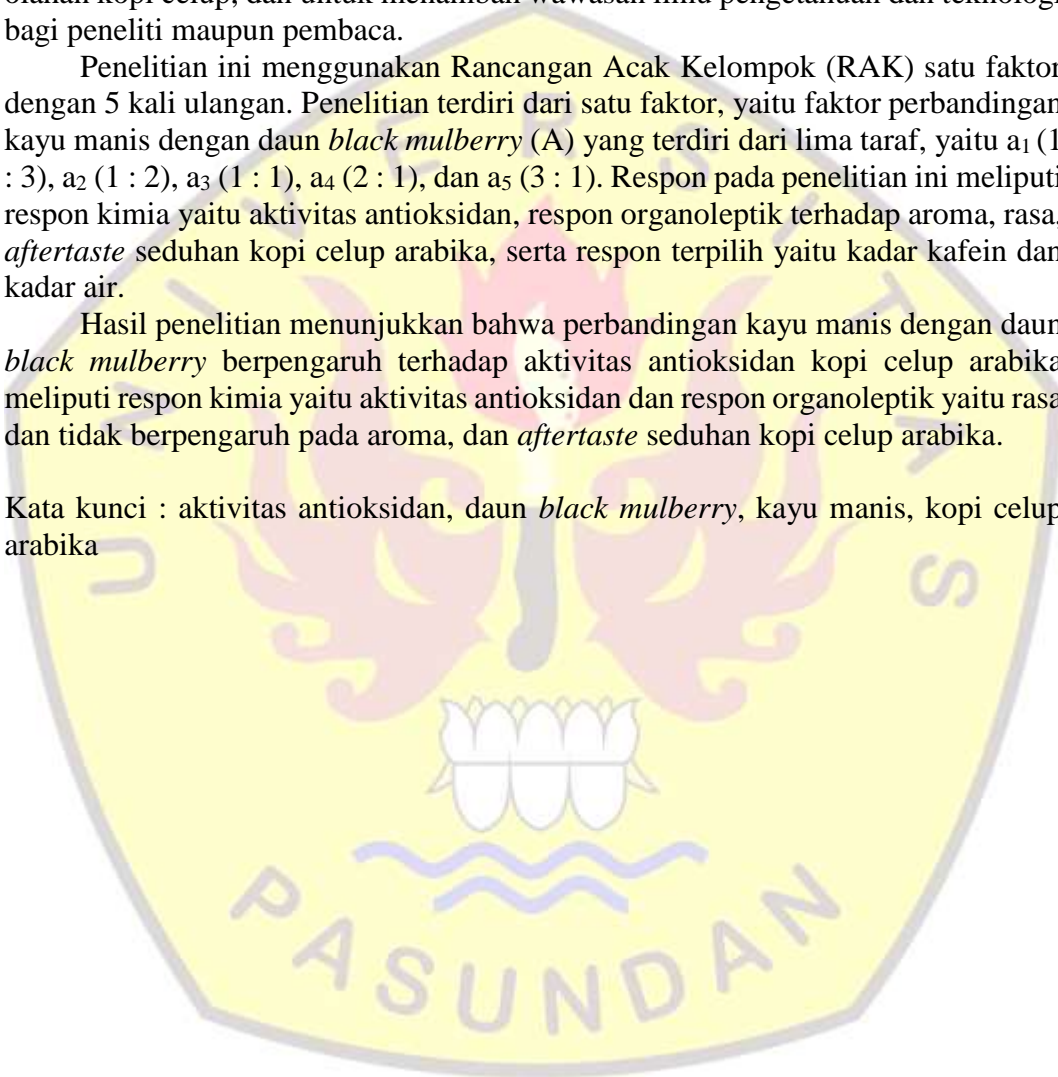 olahan kopi celup, dan untuk menambah wawasan ilmu pengetahuan dan teknologi
bagi peneliti maupun pembaca.
Penelitian ini menggunakan Rancangan Acak Kelompok (RAK) satu faktor
dengan 5 kali ulangan. Penelitian terdiri dari satu faktor, yaitu faktor perbandingan
kayu manis dengan daun black mulberry (A) yang terdiri dari lima taraf, yaitu a₁ (1
: 3), a₂ (1 : 2), a₃ (1 : 1), a₄ (2 : 1), dan a₅ (3 : 1). Respon pada penelitian ini meliputi
respon kimia yaitu aktivitas antioksidan, respon organoleptik terhadap aroma, rasa,
aftertaste seduhan kopi celup arabika, serta respon terpilih yaitu kadar kafein dan
kadar air.
Hasil penelitian menunjukkan bahwa perbandingan kayu manis dengan daun
black mulberry berpengaruh terhadap aktivitas antioksidan kopi celup arabika
meliputi respon kimia yaitu aktivitas antioksidan dan respon organoleptik yaitu rasa
dan tidak berpengaruh pada aroma, dan aftertaste seduhan kopi celup arabika.
Kata kunci : aktivitas antioksidan, daun black mulberry, kayu manis, kopi celup
arabika
UNIVERSITAS
PASUNDAN